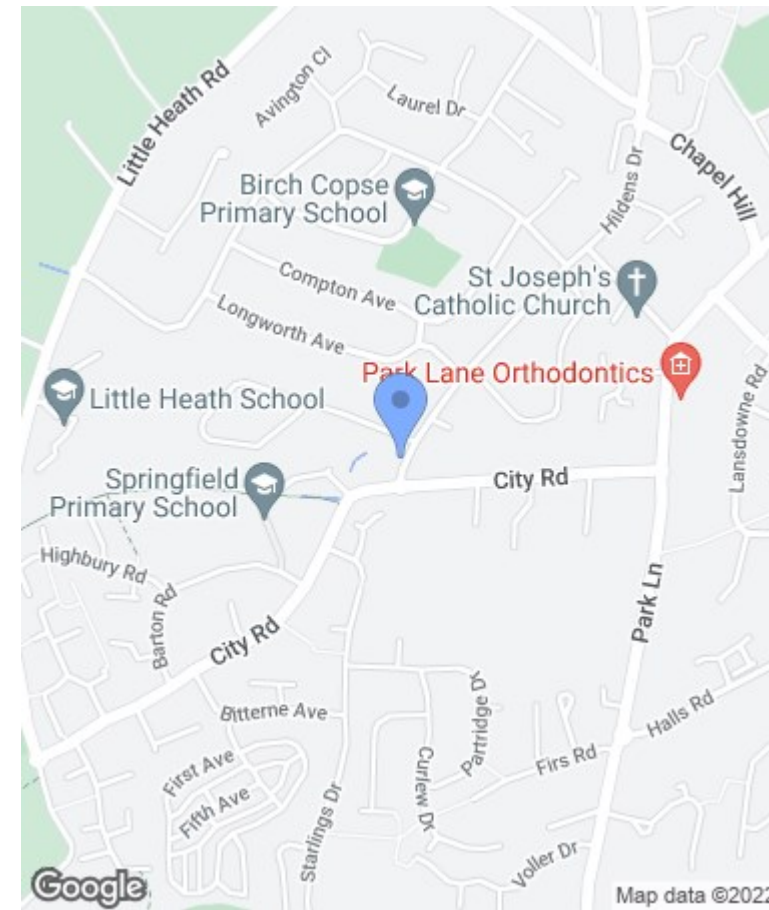 Little Heath Rd
Avington Cl
Laurel Dr
Chapel Hill
Hildens Dr
Birch Copse
Primary School
Compton Ave
St Joseph's
Catholic Church
Longworth Ave
Park Lane Orthodontics
Little Heath School
Lansdowne Rd
Springfield
Primary School
City Rd
Highbury Rd
Barton Rd
Park Ln
City Rd
Bitterne Ave
Partridge Dr
Halls Rd
First Ave
Firs Rd
Fifth Ave
Curlew Dr
Starlings Dr
Voller Dr
Google
Map data ©2022